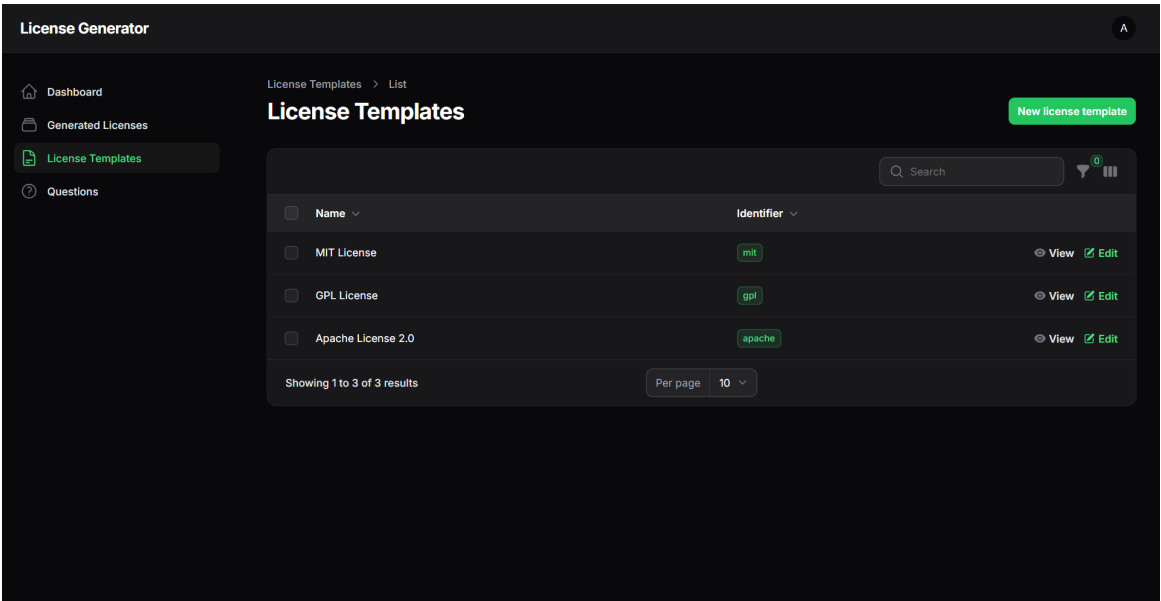 License Generator
A
Dashboard
Generated Licenses
License Templates
Questions
License Templates > List
License Templates
New license template
Search
0
Name
Identifier
MIT License
mit
View
Edit
GPL License
gpl
View
Edit
Apache License 2.0
apache
View
Edit
Showing 1 to 3 of 3 results
Per page
10